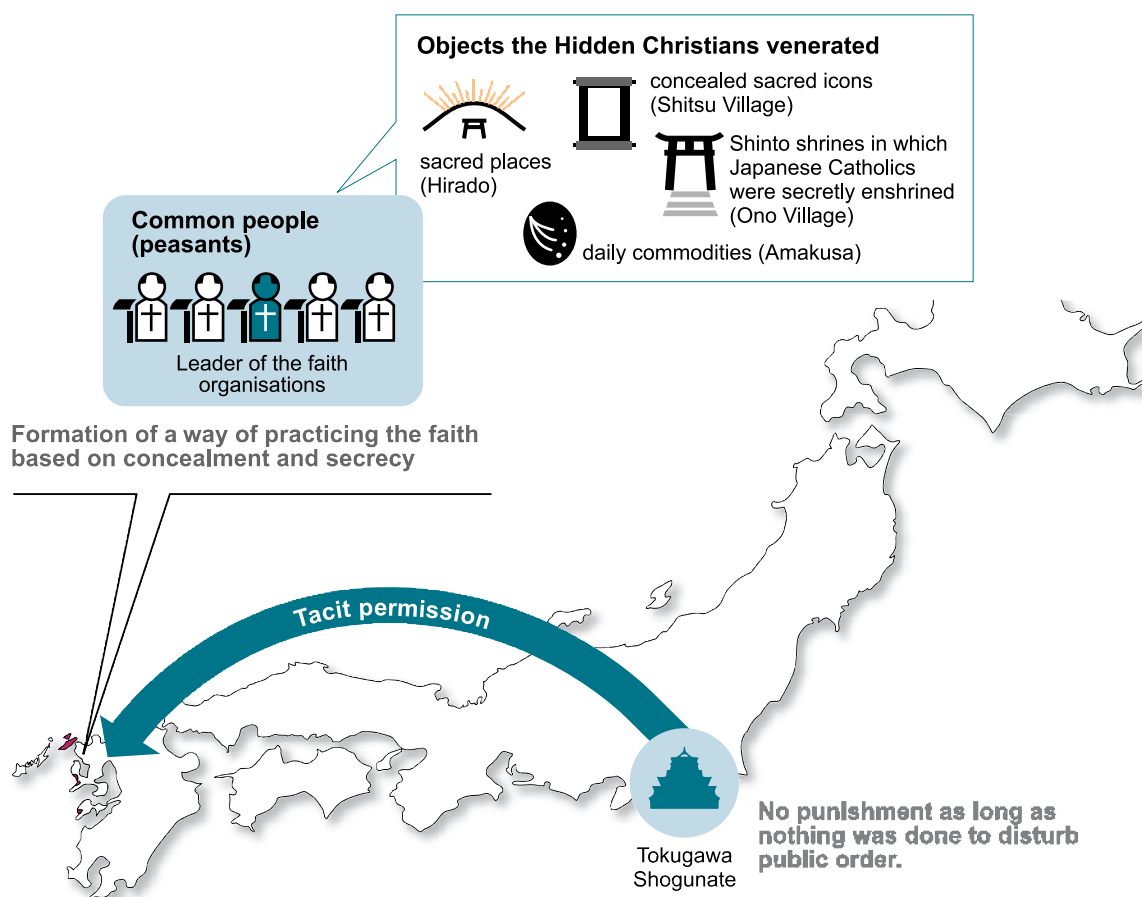 Objects the Hidden Christians venerated
concealed sacred icons
(Shitsu Village)
sacred places
(Hirado)
Shinto shrines in which
Japanese Catholics
were secretly enshrined
(Ono Village)
daily commodities (Amakusa)
Common people
(peasants)
Leader of the faith
organisations
Formation of a way of practicing the faith
based on concealment and secrecy
Tacit permission
Tokugawa
Shogunate
No punishment as long as
nothing was done to disturb
public order.